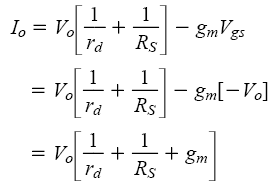 I_o = V_o[1/r_d + 1/R_S] − g_m V_gs
= V_o[1/r_d + 1/R_S] − g_m[−V_o]
= V_o[1/r_d + 1/R_S + g_m]